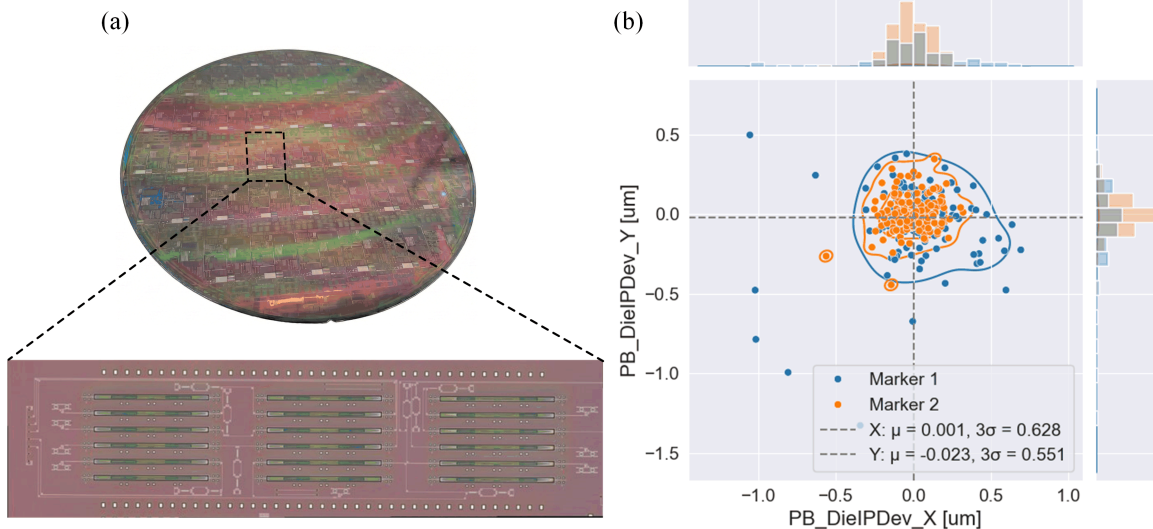 (a)
(b)
PB_DieIPDev_Y [um]
0.5
0.0
−0.5
−1.0
−1.5
Marker 1
Marker 2
X: μ = 0.001, 3σ = 0.628
Y: μ = -0.023, 3σ = 0.551
−1.0
−0.5
0.0
0.5
1.0
PB_DieIPDev_X [um]